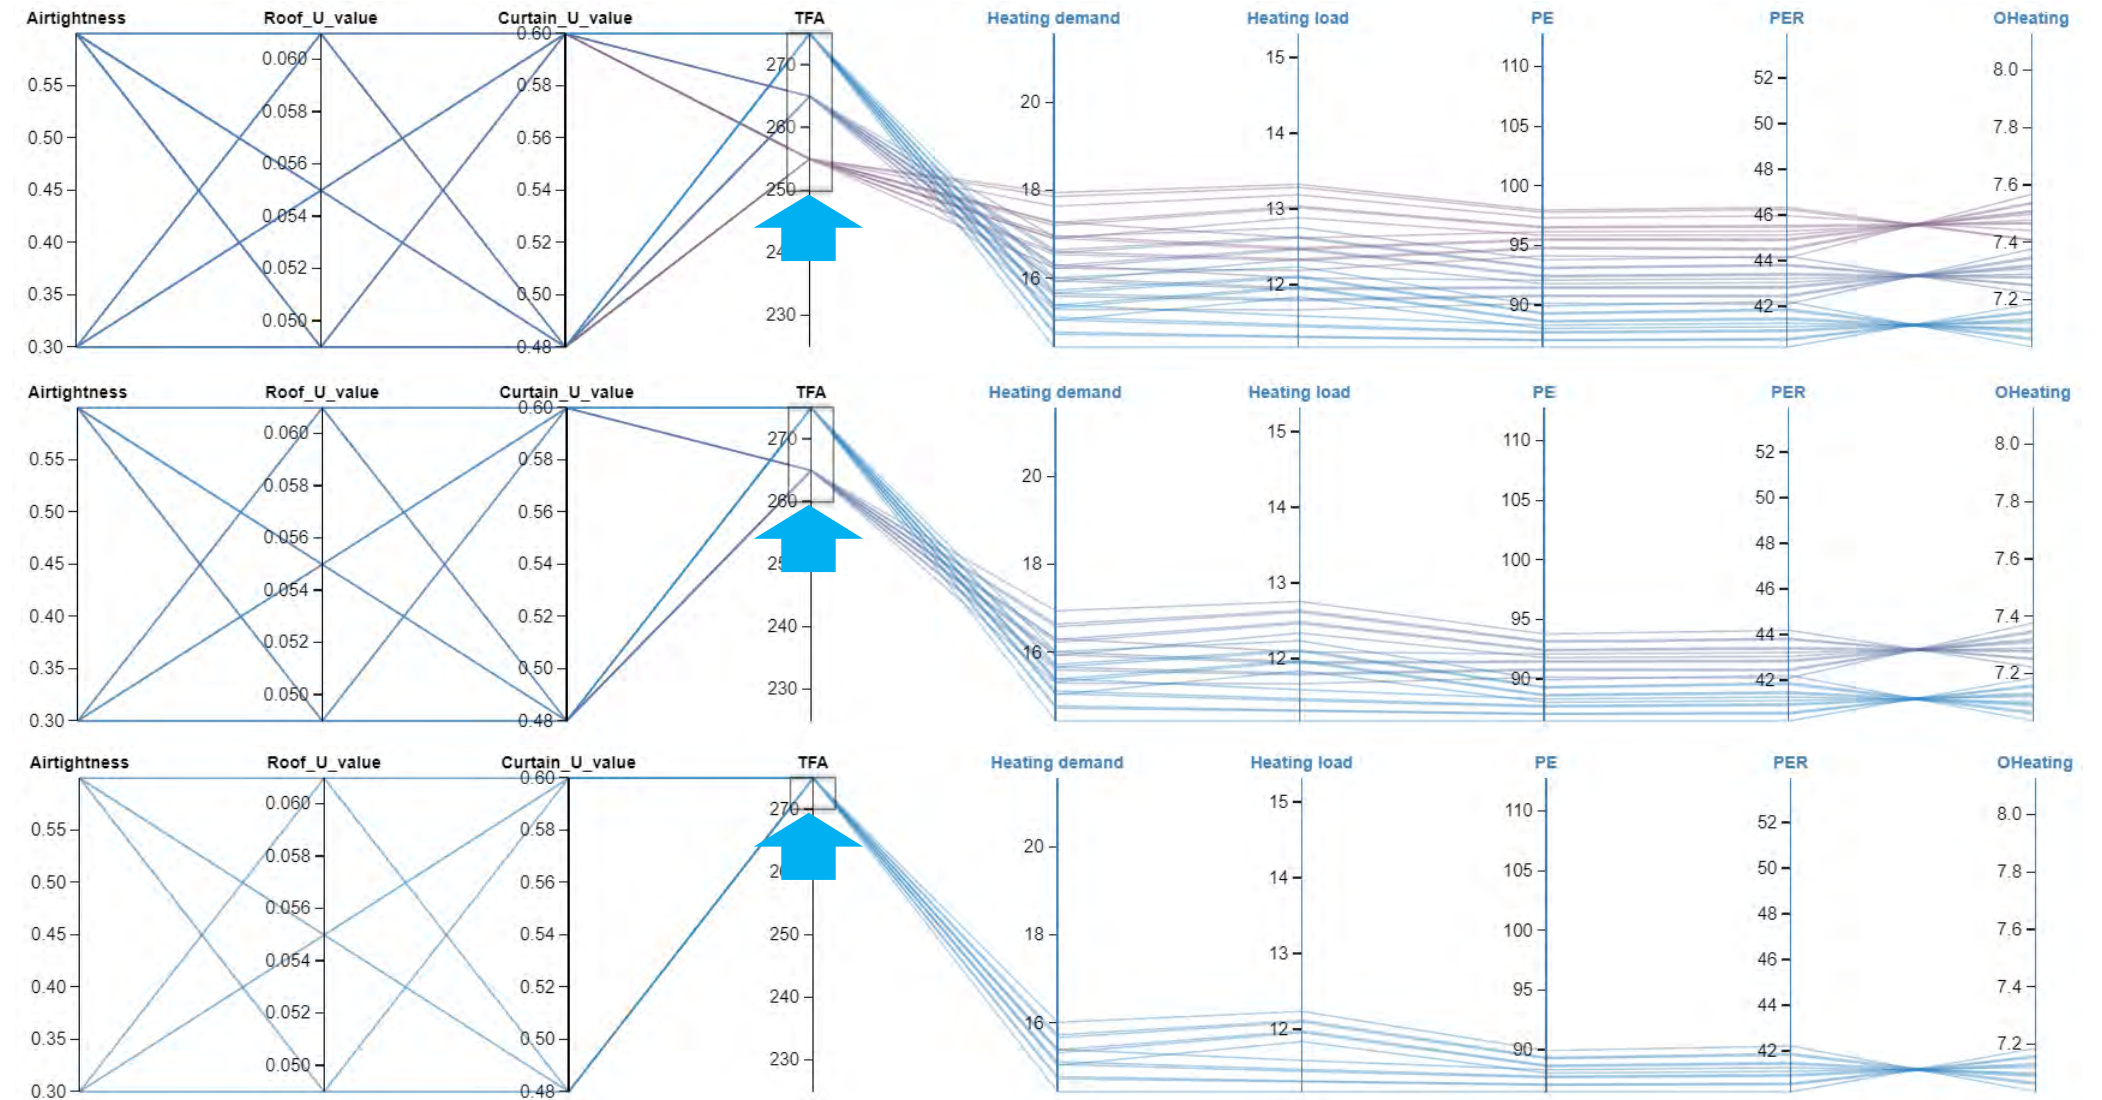 Airtightness Roof_U_value Curtain_U_value TFA Heating demand Heating load PE PER OHeating
0.60
0.060 270 15 110 52 8.0
0.55 0.058 0.58 20
0.50 0.56 260 105 50 7.8
0.056 14
0.45 0.54 250 18 100 48 7.6
0.054 13 46
0.40 0.52 24 95 7.4
0.052 16 44
0.35 0.50 12 7.2
0.050 230 90 42
0.30 0.48
Airtightness Roof_U_value Curtain_U_value TFA Heating demand Heating load PE PER OHeating
0.60
0.060 270 15 110 52 8.0
0.55 0.058 0.58 20
0.50 0.56 260 105 50 7.8
0.056 14
0.45 0.54 25 18 100 48 7.6
0.054 13 46
0.40 0.52 240 95 7.4
0.052 16 44
0.35 0.50 12 7.2
0.050 230 90 42
0.30 0.48
Airtightness Roof_U_value Curtain_U_value TFA Heating demand Heating load PE PER OHeating
0.60
0.060 270 15 110 52 8.0
0.55 0.058 0.58 20
0.50 0.56 26 105 50 7.8
0.056 14
0.45 0.54 250 18 100 48 7.6
0.054 13 46
0.40 0.52 240 95 7.4
0.052 16 44
0.35 0.50 12 7.2
0.050 230 90 42
0.30 0.48